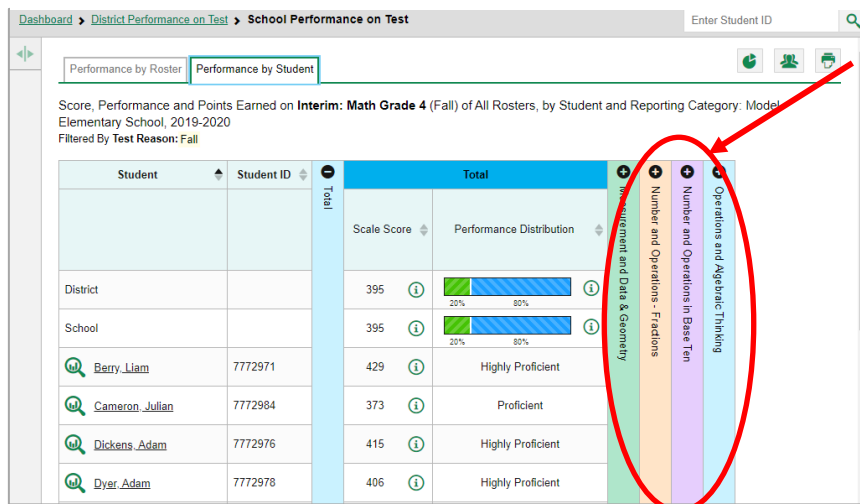 Dashboard > District Performance on Test > School Performance on Test
Enter Student ID
Performance by Roster Performance by Student
Score, Performance and Points Earned on Interim: Math Grade 4 (Fall) of All Rosters, by Student and Reporting Category: Model
Elementary School, 2019-2020
Filtered By Test Reason: Fall
Student Student ID Total Total
Scale Score Performance Distribution
Measurement and Data & Geometry
Number and Operations - Fractions
Number and Operations in Base Ten
Operations and Algebraic Thinking
District 395
20% 80%
School 395
20% 80%
Berry, Liam 7772971 429 Highly Proficient
Cameron, Julian 7772984 373 Proficient
Dickens, Adam 7772976 415 Highly Proficient
Dyer, Adam 7772978 406 Highly Proficient